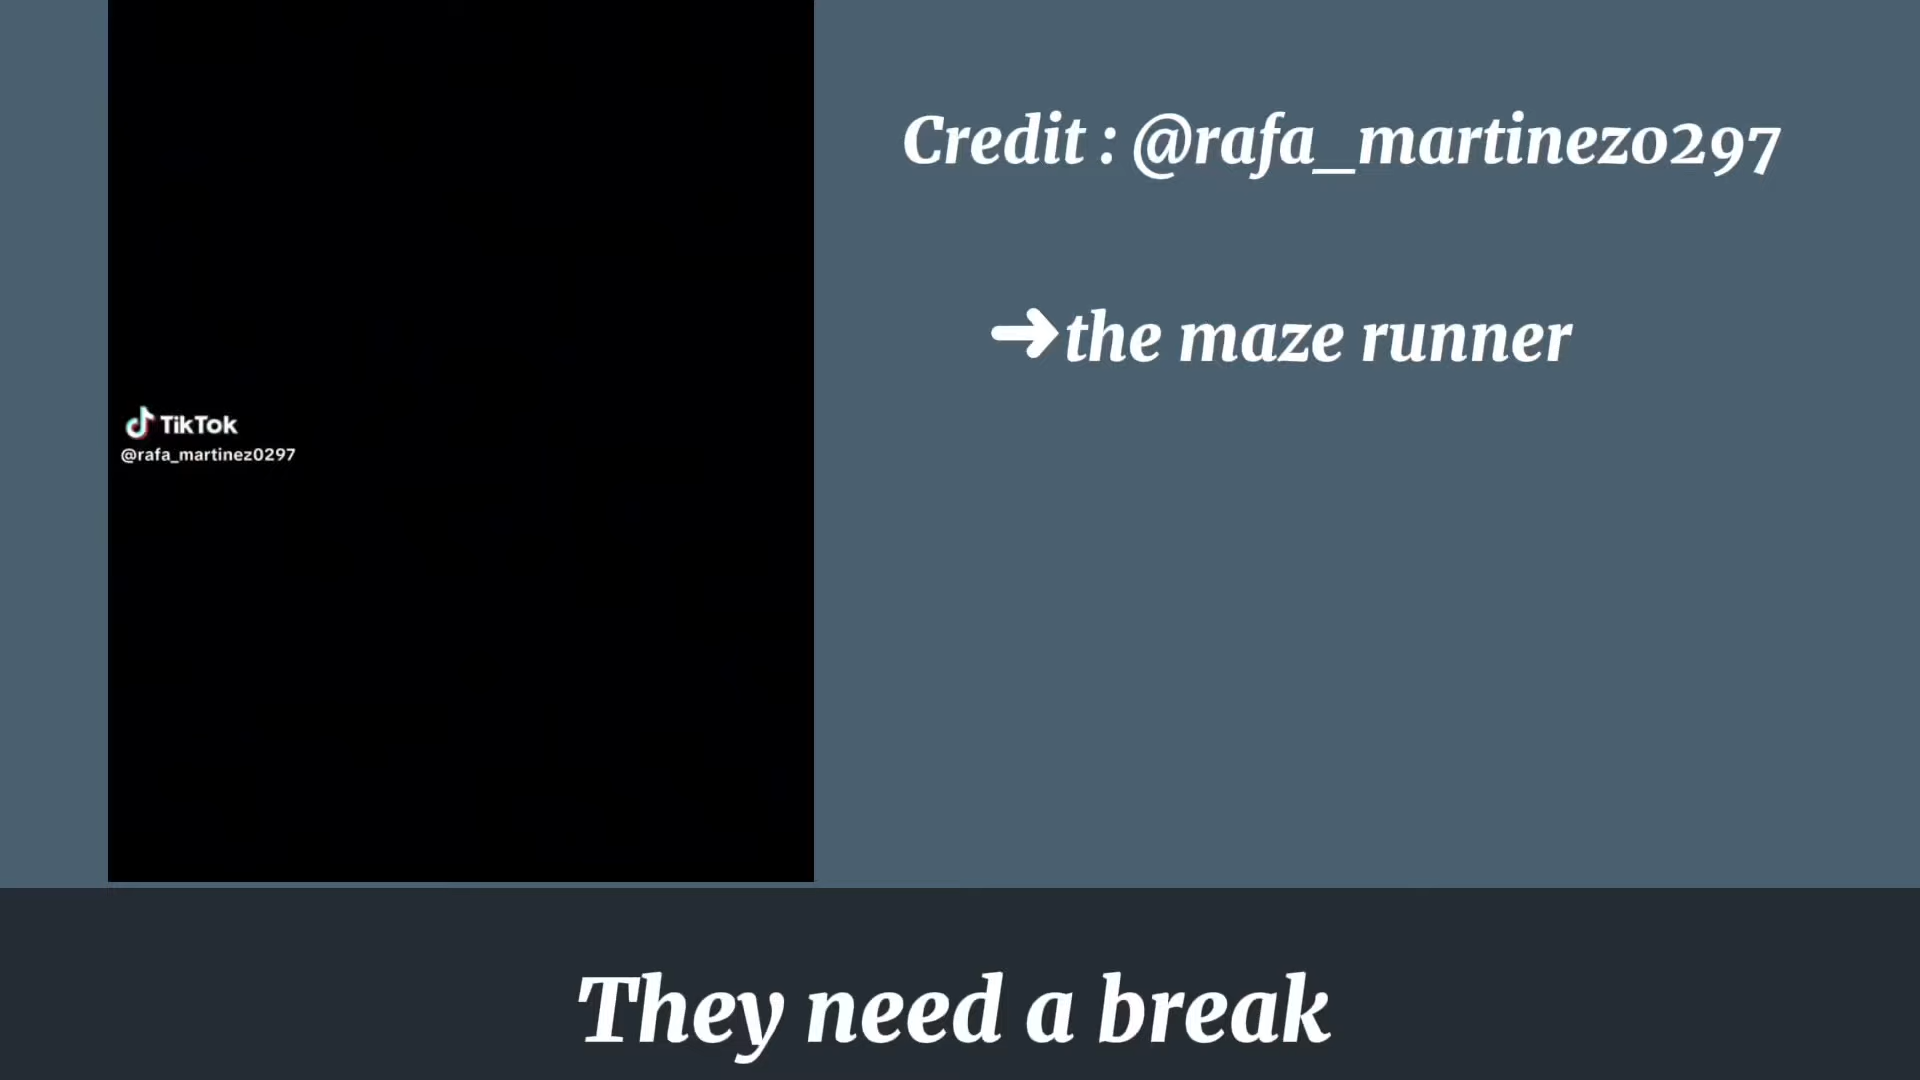 Credit : @rafa_martinez0297
➜the maze runner
TikTok
@rafa_martinez0297
They need a break